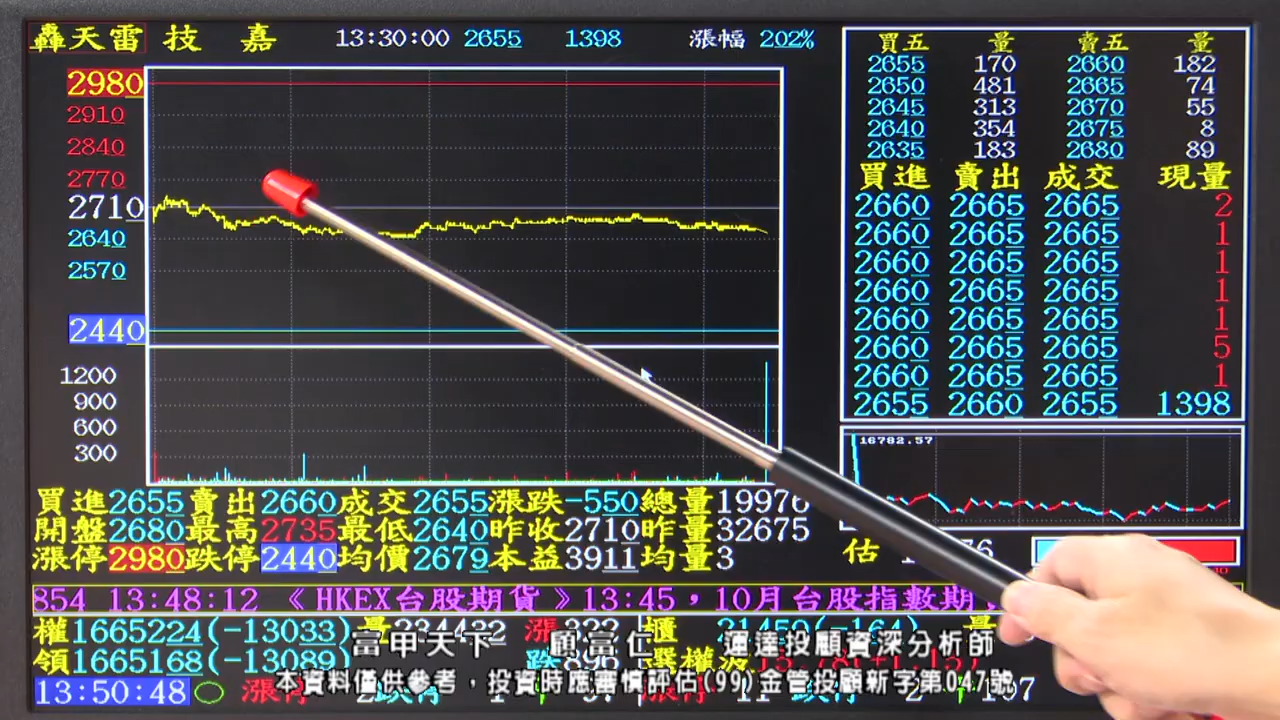 轟天雷 技 嘉 13:30:00 2655 1398 漲幅 202%
2980
2910
2840
2770
2710
2640
2570
2440
1200
900
600
300
買五 量 賣五 量
2655 170 2660 182
2650 481 2665 74
2645 313 2670 55
2640 354 2675 8
2635 183 2680 89
買進 賣出 成交 現量
2660 2665 2665 2
2660 2665 2665 1
2660 2665 2665 1
2660 2665 2665 1
2660 2665 2665 1
2660 2665 2665 5
2660 2665 2665 1
2655 2660 2655 1398
16782.57
買進2655賣出2660成交2655漲跌-550總量19976
開盤2680最高2735最低2640昨收2710昨量32675
漲停2980跌停2440均價2679本益3911均量3
估
854 13:48:12 《HKEX台股期貨》13:45，10月台股指數期
權1665224(-13033)
領1665168(-13089)
富甲天下 顧富仁 運達投顧資深分析師
本資料僅供參考，投資時應審慎評估(99)金管投顧新字第047號
13:50:48